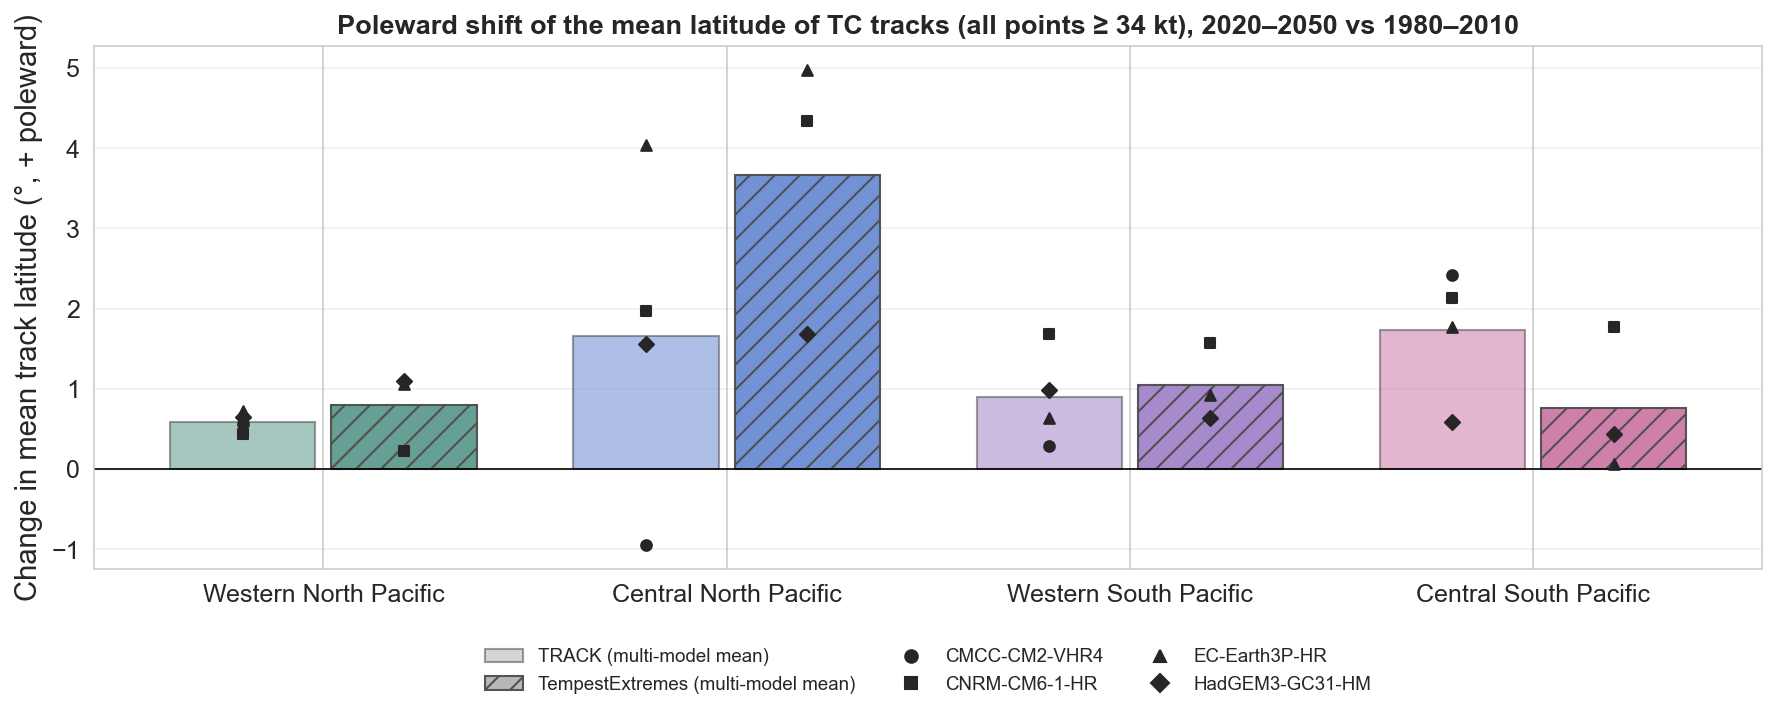 Poleward shift of the mean latitude of TC tracks (all points ≥ 34 kt), 2020–2050 vs 1980–2010
Change in mean track latitude (°, + poleward)
5
4
3
2
1
0
−1
Western North Pacific
Central North Pacific
Western South Pacific
Central South Pacific
TRACK (multi-model mean)
TempestExtremes (multi-model mean)
CMCC-CM2-VHR4
CNRM-CM6-1-HR
EC-Earth3P-HR
HadGEM3-GC31-HM